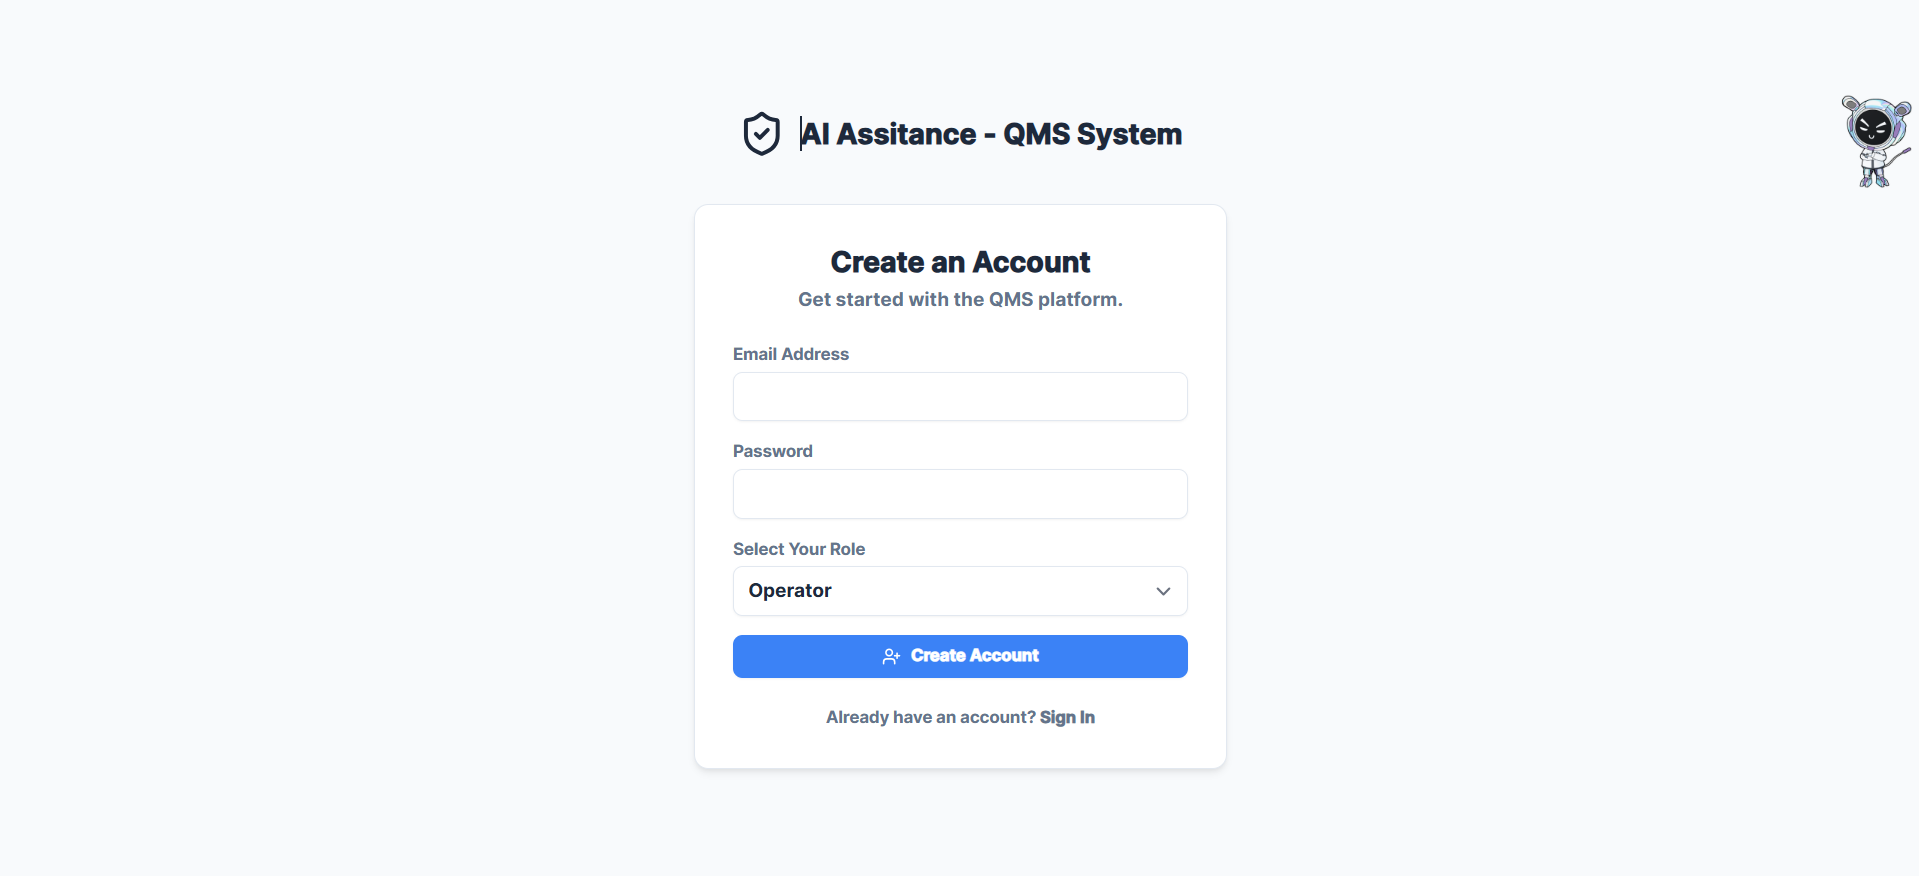 AI Assitance - QMS System
Create an Account
Get started with the QMS platform.
Email Address
Password
Select Your Role
Operator
Create Account
Already have an account? Sign In